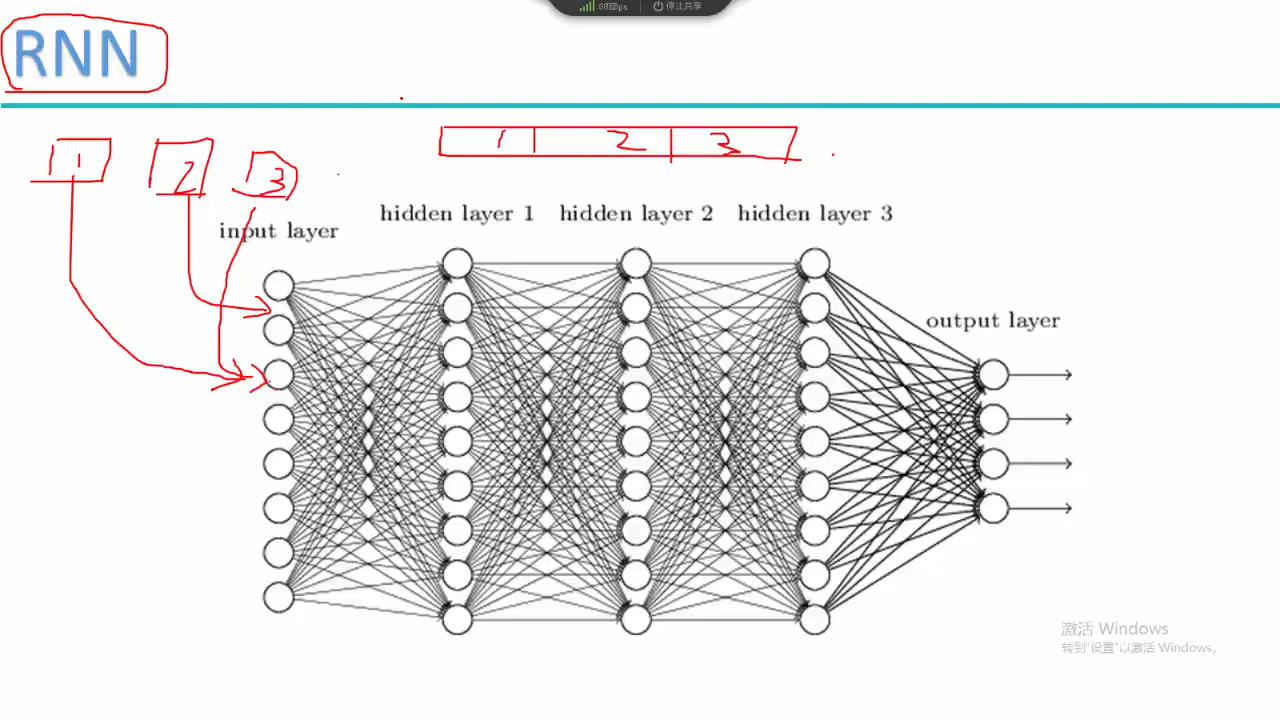 .60KBps 停止共享
RNN
1 2 3
1 2 3
input layer
hidden layer 1 hidden layer 2 hidden layer 3
output layer
激活 Windows
转到"设置"以激活 Windows。